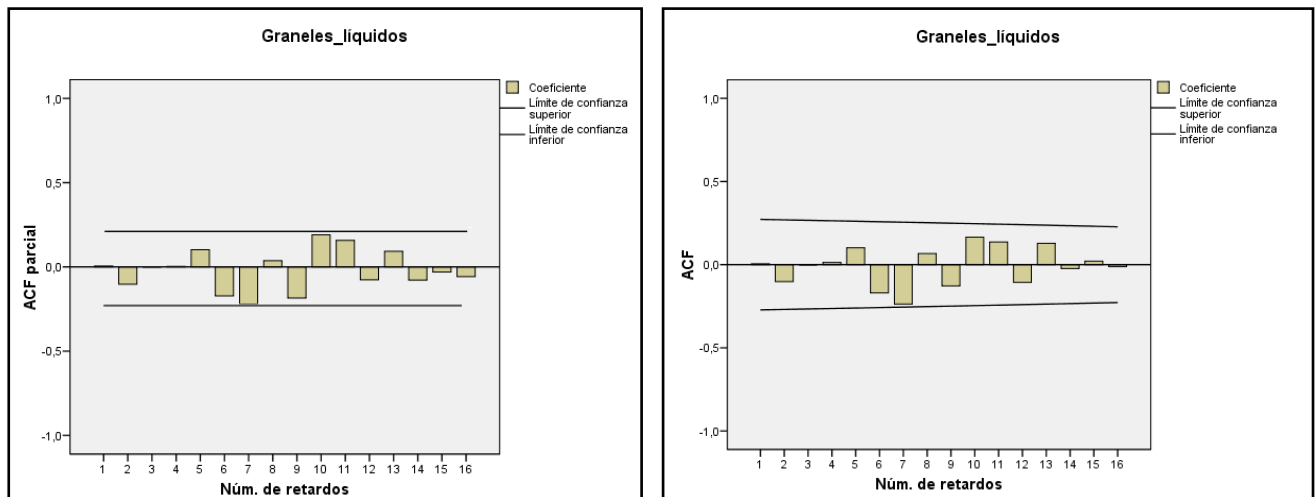 Graneles_líquidos
Coeficiente
Límite de confianza
superior
Límite de confianza
inferior
1,0
0,5
0,0
-0,5
-1,0
ACF parcial
1 2 3 4 5 6 7 8 9 10 11 12 13 14 15 16
Núm. de retardos
Graneles_líquidos
Coeficiente
Límite de confianza
superior
Límite de confianza
inferior
1,0
0,5
0,0
-0,5
-1,0
ACF
1 2 3 4 5 6 7 8 9 10 11 12 13 14 15 16
Núm. de retardos